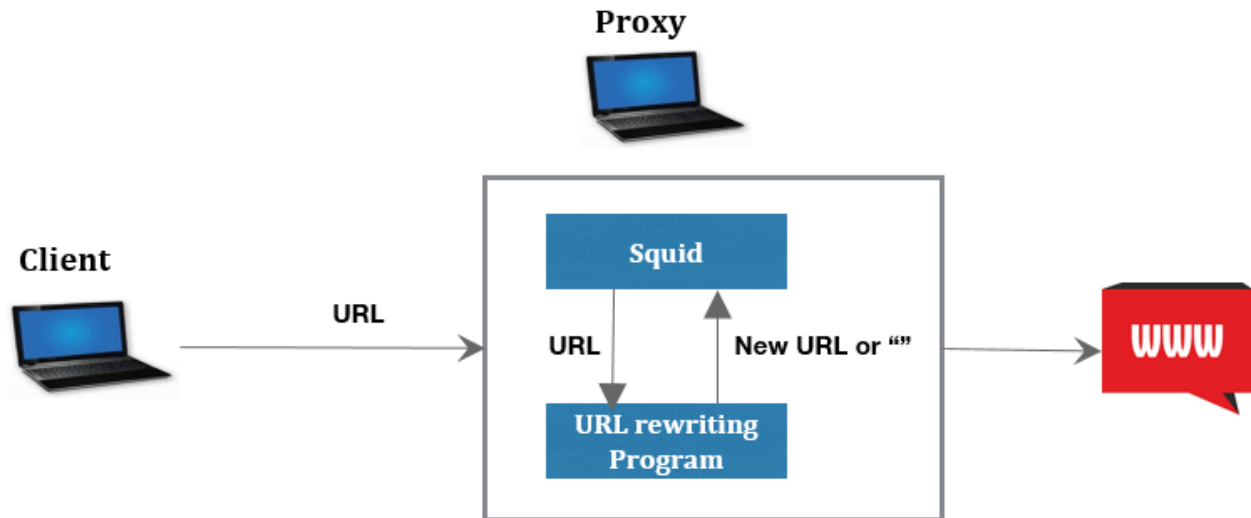 Proxy
Client
Squid
URL
URL
New URL or “”
www
URL rewriting
Program